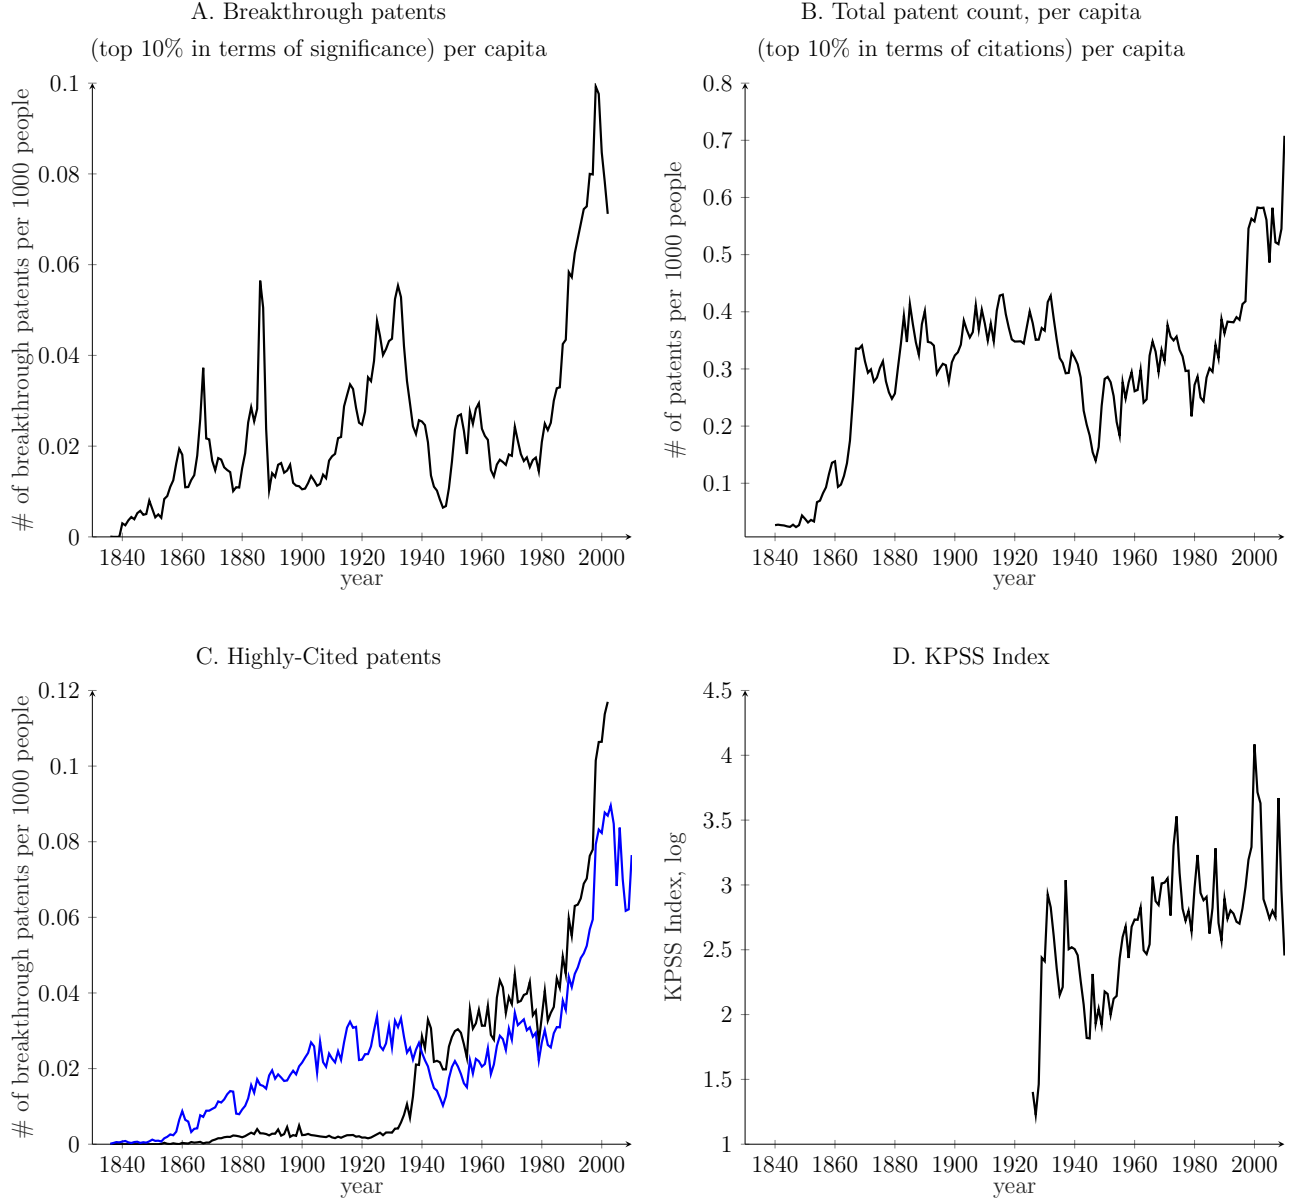 A. Breakthrough patents
(top 10% in terms of significance) per capita
# of breakthrough patents per 1000 people
0.1
0.08
0.06
0.04
0.02
0
1840 1860 1880 1900 1920 1940 1960 1980 2000
year
B. Total patent count, per capita
(top 10% in terms of citations) per capita
# of patents per 1000 people
0.8
0.7
0.6
0.5
0.4
0.3
0.2
0.1
1840 1860 1880 1900 1920 1940 1960 1980 2000
year
C. Highly-Cited patents
# of breakthrough patents per 1000 people
0.12
0.1
0.08
0.06
0.04
0.02
0
1840 1860 1880 1900 1920 1940 1960 1980 2000
year
D. KPSS Index
KPSS Index, log
4.5
4
3.5
3
2.5
2
1.5
1
1840 1860 1880 1900 1920 1940 1960 1980 2000
year